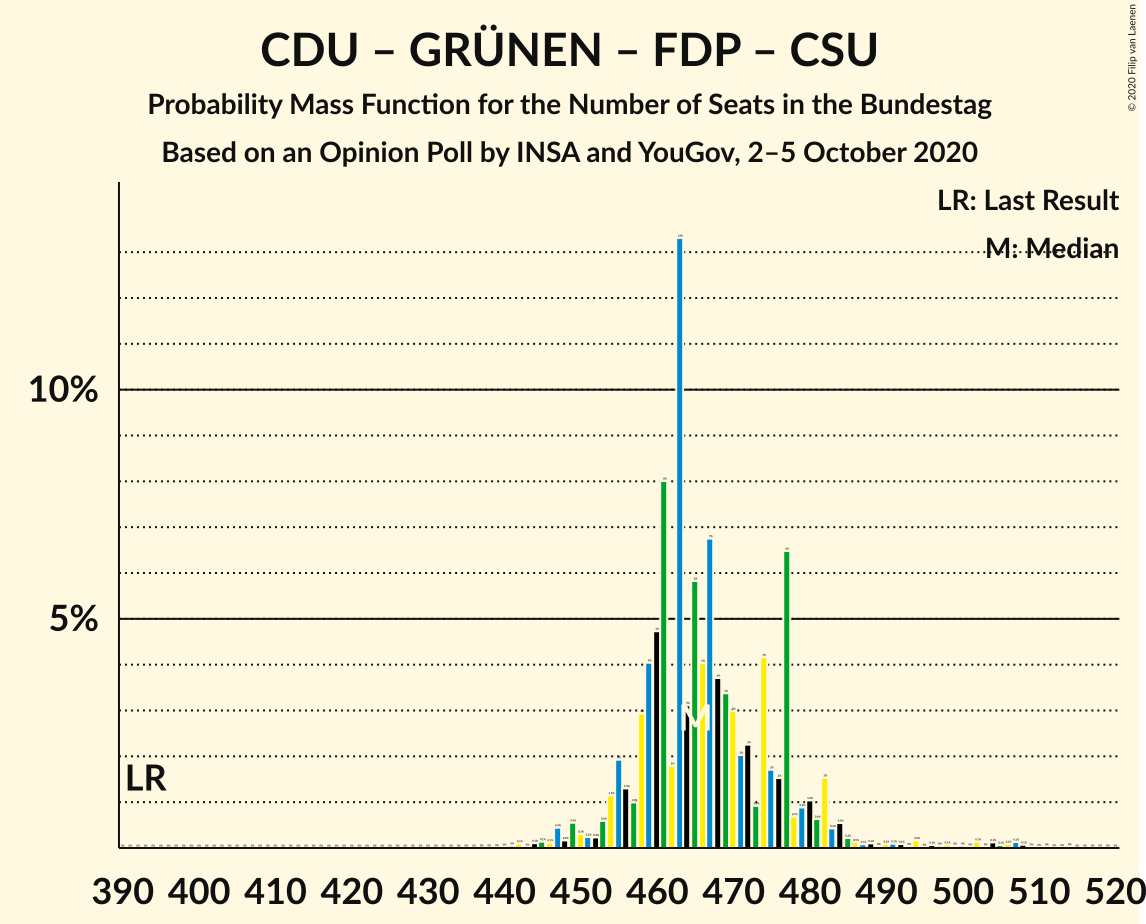 CDU – GRÜNEN – FDP – CSU
Probability Mass Function for the Number of Seats in the Bundestag
Based on an Opinion Poll by INSA and YouGov, 2–5 October 2020
© 2020 Filip van Laenen
LR: Last Result
M: Median
10%
5%
M
LR
390 400 410 420 430 440 450 460 470 480 490 500 510 520